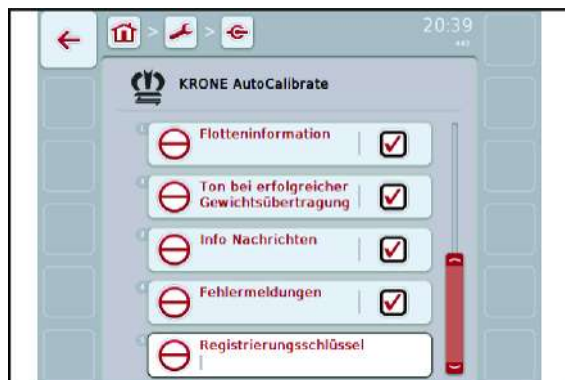 > >
20:39
KRONE AutoCalibrate
Flotteninformation
Ton bei erfolgreicher
Gewichtsübertragung
Info Nachrichten
Fehlermeldungen
Registrierungsschlüssel